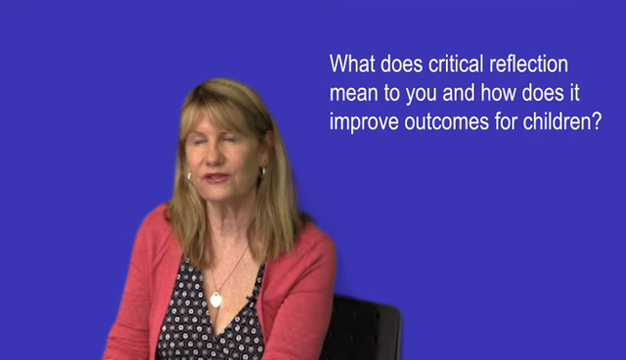 What does critical reflection
mean to you and how does it
improve outcomes for children?